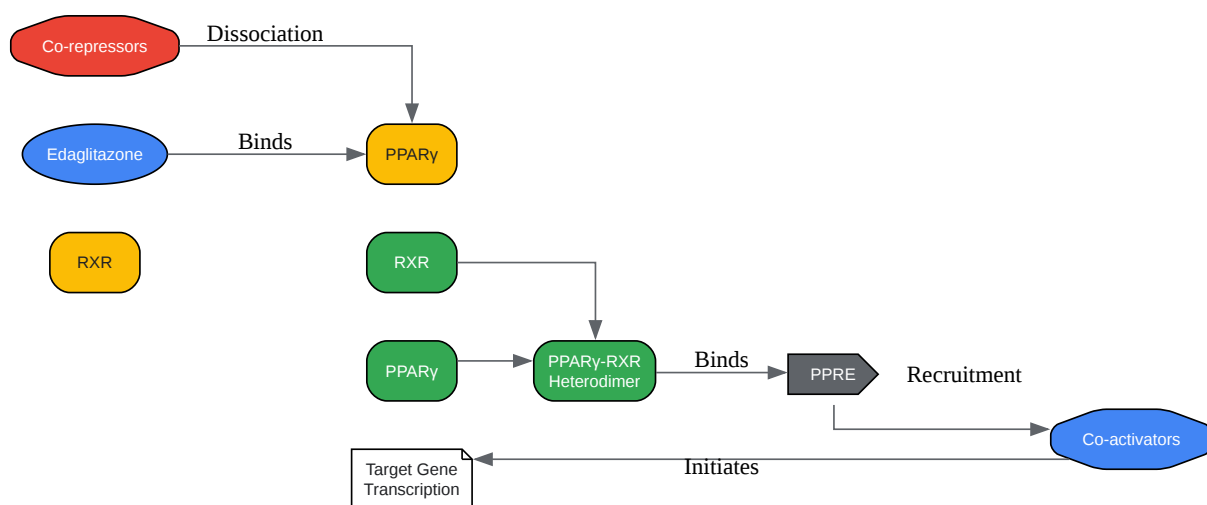 Co-repressors
Dissociation
Edaglitazone
Binds
PPARγ
RXR
RXR
PPARγ
PPARγ-RXR
Heterodimer
Binds
PPRE
Recruitment
Co-activators
Target Gene
Transcription
Initiates